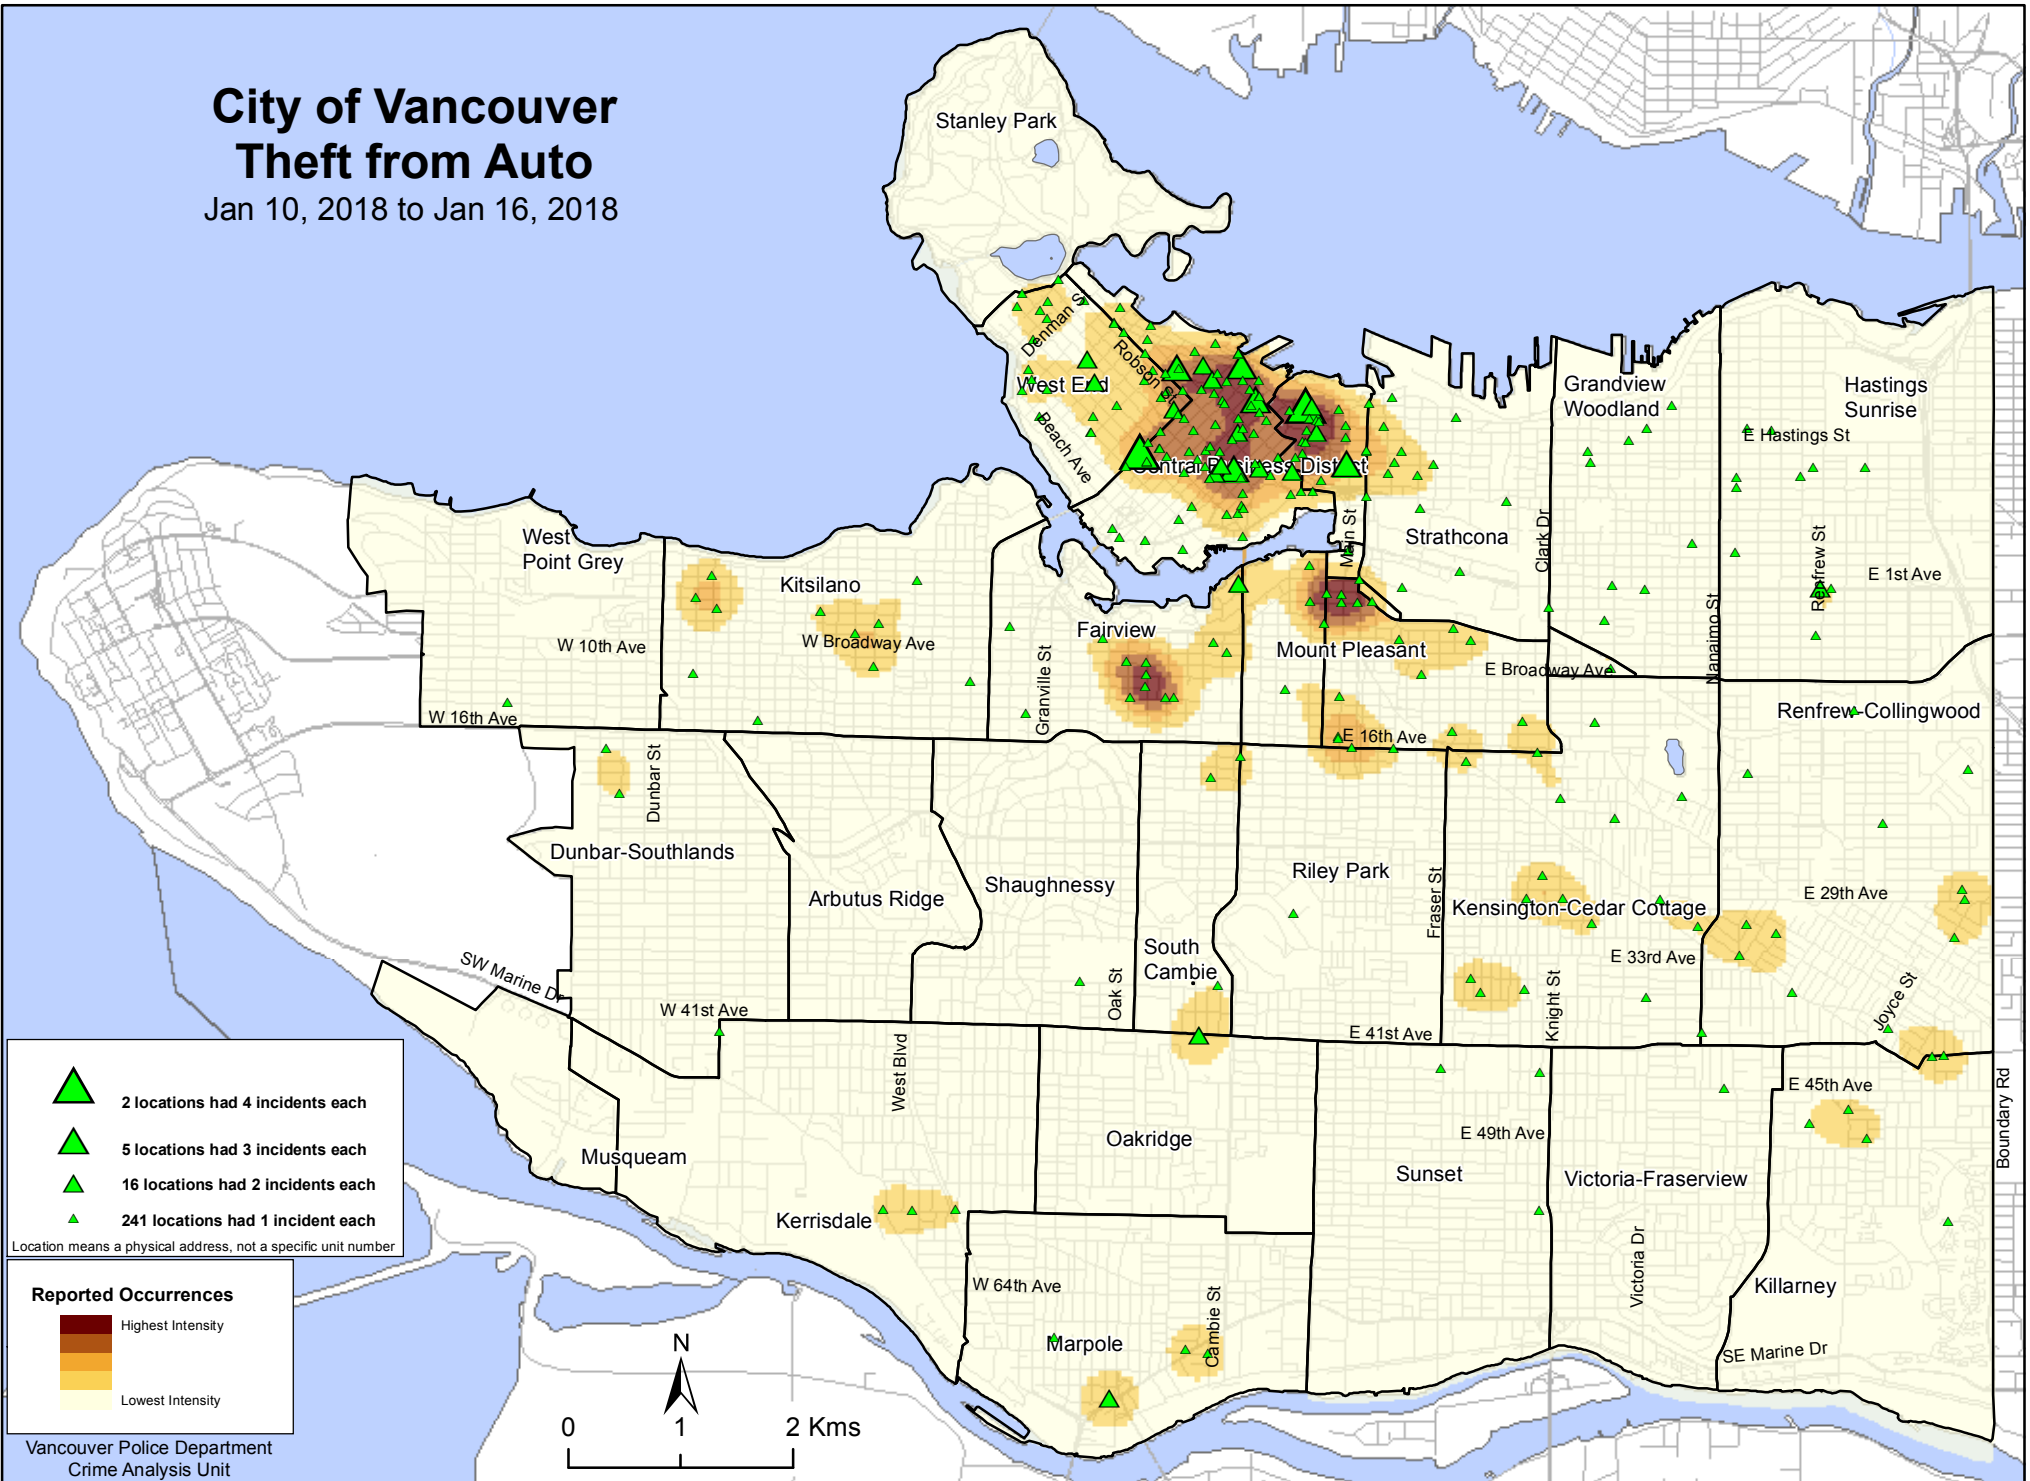 City of Vancouver
Theft from Auto
Jan 10, 2018 to Jan 16, 2018
Stanley Park
Denman St
Robson St
West End
Beach Ave
Central Business District
Grandview
Woodland
Hastings
Sunrise
E Hastings St
West
Point Grey
Kitsilano
Main St
Strathcona
Clark Dr
Renfrew St
E 1st Ave
Nanaimo St
Fairview
W 10th Ave
W Broadway Ave
Granville St
Mount Pleasant
E Broadway Ave
W 16th Ave
E 16th Ave
Renfrew-Collingwood
Dunbar St
Dunbar-Southlands
Arbutus Ridge
Shaughnessy
Riley Park
Fraser St
Kensington-Cedar Cottage
E 29th Ave
South
Cambie
E 33rd Ave
SW Marine Dr
W 41st Ave
Oak St
E 41st Ave
Knight St
Joyce St
West Blvd
E 45th Ave
Boundary Rd
Musqueam
Oakridge
E 49th Ave
Sunset
Victoria-Fraserview
Kerrisdale
Victoria Dr
Killarney
W 64th Ave
Cambie St
Marpole
SE Marine Dr
2 locations had 4 incidents each
5 locations had 3 incidents each
16 locations had 2 incidents each
241 locations had 1 incident each
Location means a physical address, not a specific unit number
Reported Occurrences
Highest Intensity
Lowest Intensity
Vancouver Police Department
Crime Analysis Unit
N
0 1 2 Kms